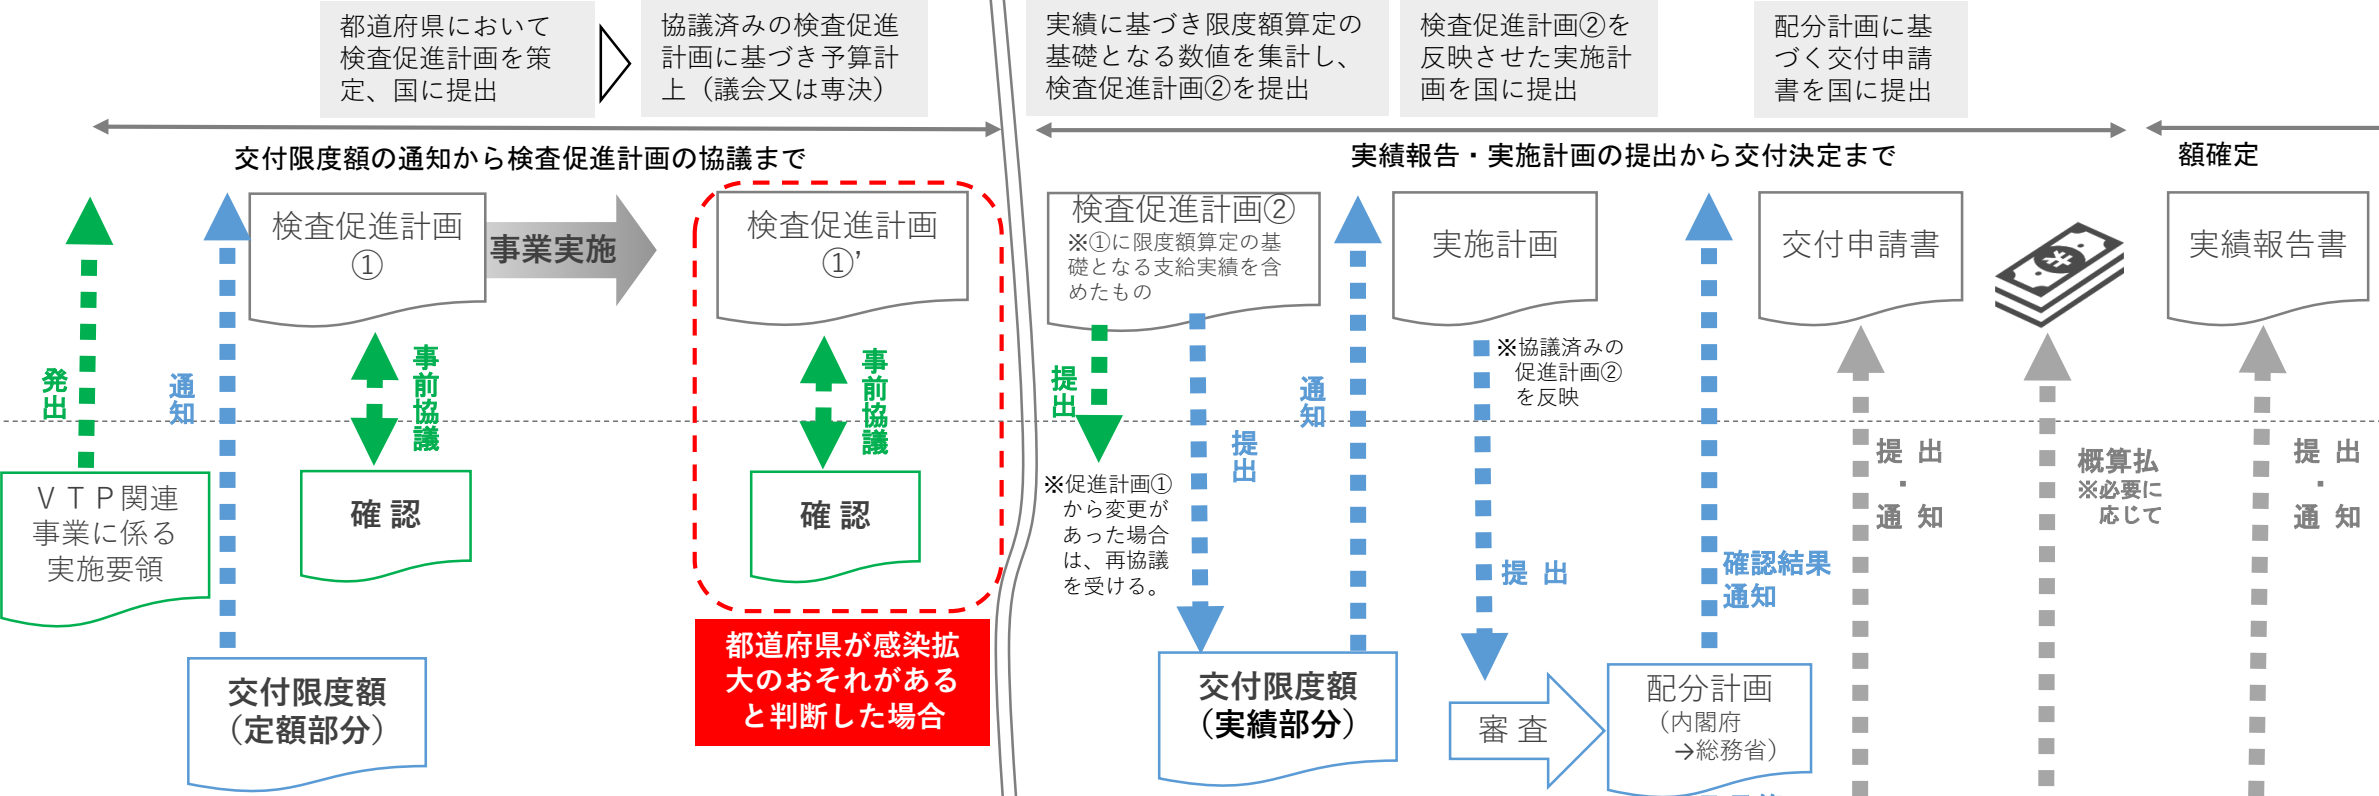 都道府県において
検査促進計画を策
定、国に提出
協議済みの検査促進
計画に基づき予算計
上（議会又は専決）
実績に基づき限度額算定の
基礎となる数値を集計し、
検査促進計画②を提出
検査促進計画②を
反映させた実施計
画を国に提出
配分計画に基
づく交付申請
書を国に提出
交付限度額の通知から検査促進計画の協議まで
実績報告・実施計画の提出から交付決定まで
額確定
検査促進計画
①
事業実施
検査促進計画
①’
検査促進計画②
※①に限度額算定の基
礎となる支給実績を含
めたもの
実施計画
交付申請書
実績報告書
発出
通知
事前協議
事前協議
提出
提出
通知
※協議済みの
促進計画②
を反映
提出
・
通知
概算払
※必要に
応じて
提出
・
通知
ＶＴＰ関連
事業に係る
実施要領
確認
確認
※促進計画①
から変更が
あった場合
は、再協議
を受ける。
提出
確認結果
通知
都道府県が感染拡
大のおそれがある
と判断した場合
交付限度額
（定額部分）
交付限度額
（実績部分）
審査
配分計画
（内閣府
→総務省）